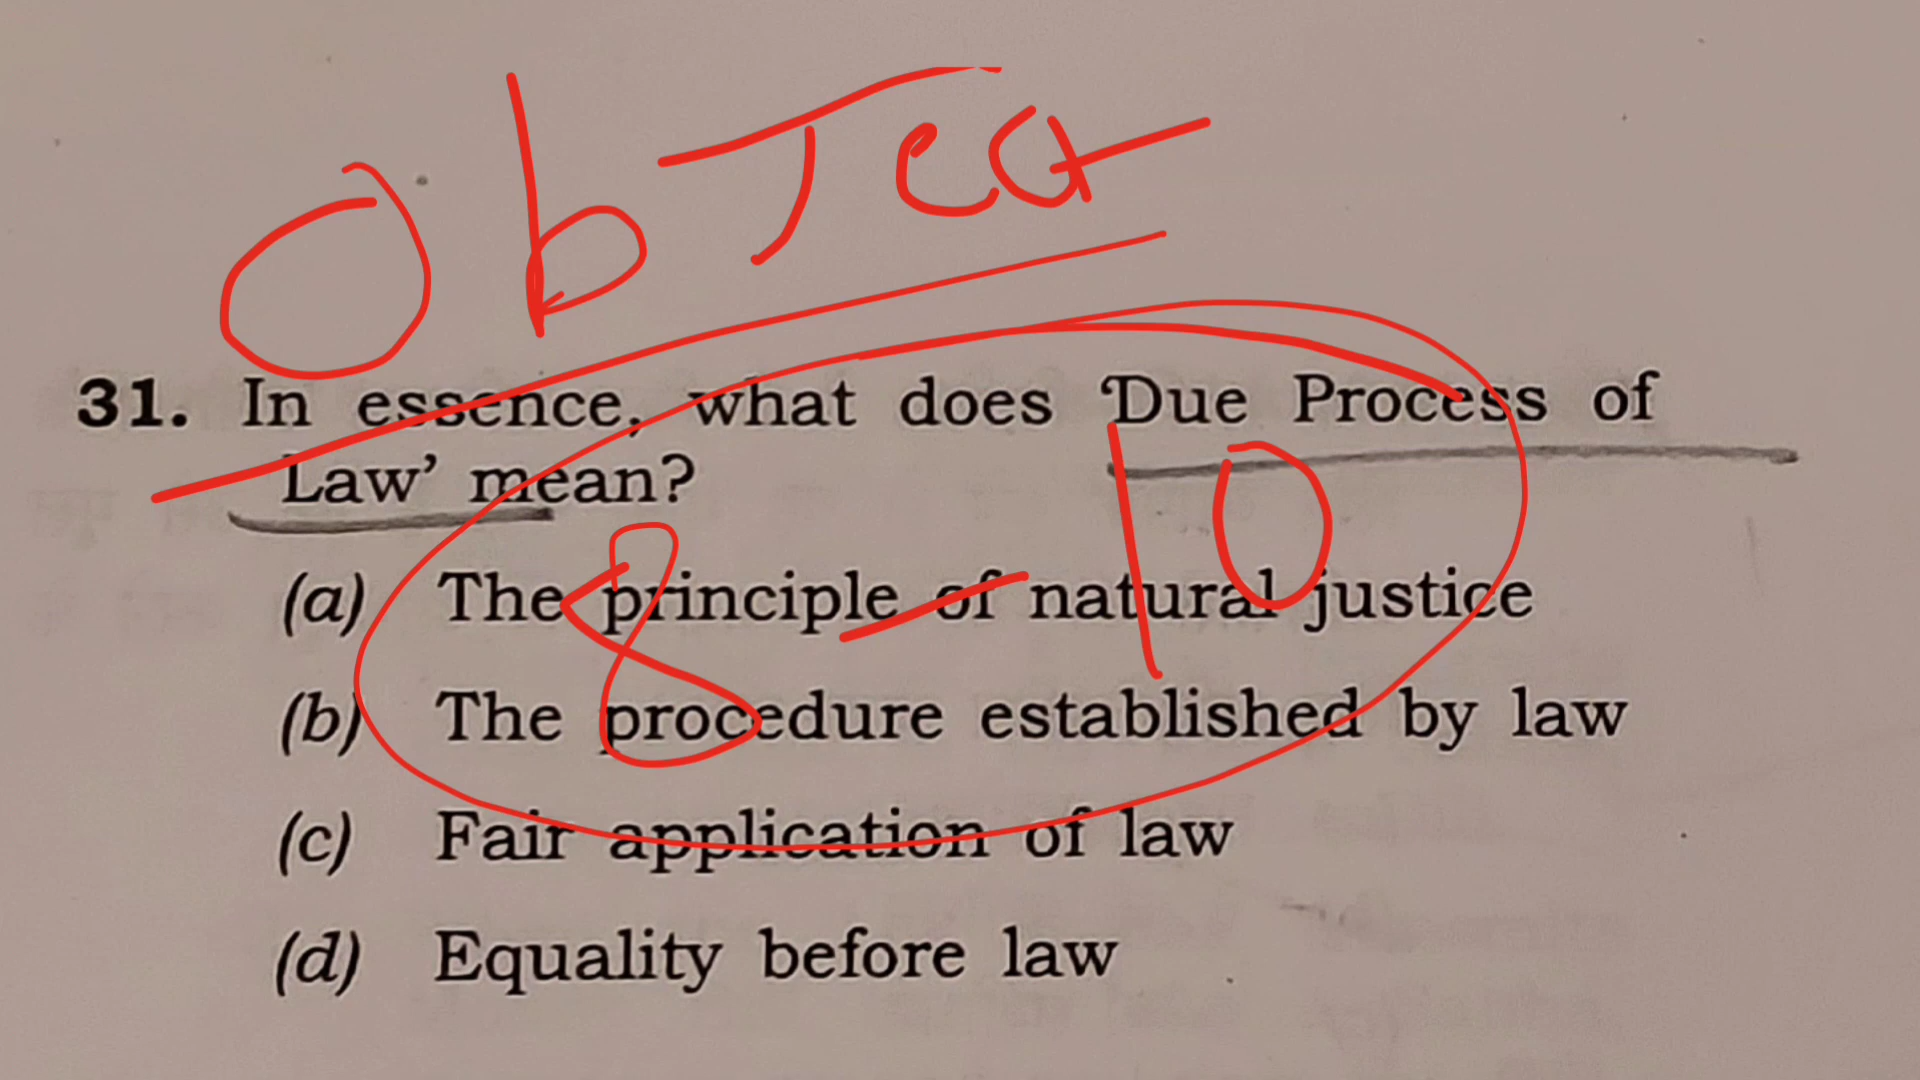 ObJect
31. In essence, what does 'Due Process of
Law' mean?
8-10
(a) The principle of natural justice
(b) The procedure established by law
(c) Fair application of law
(d) Equality before law